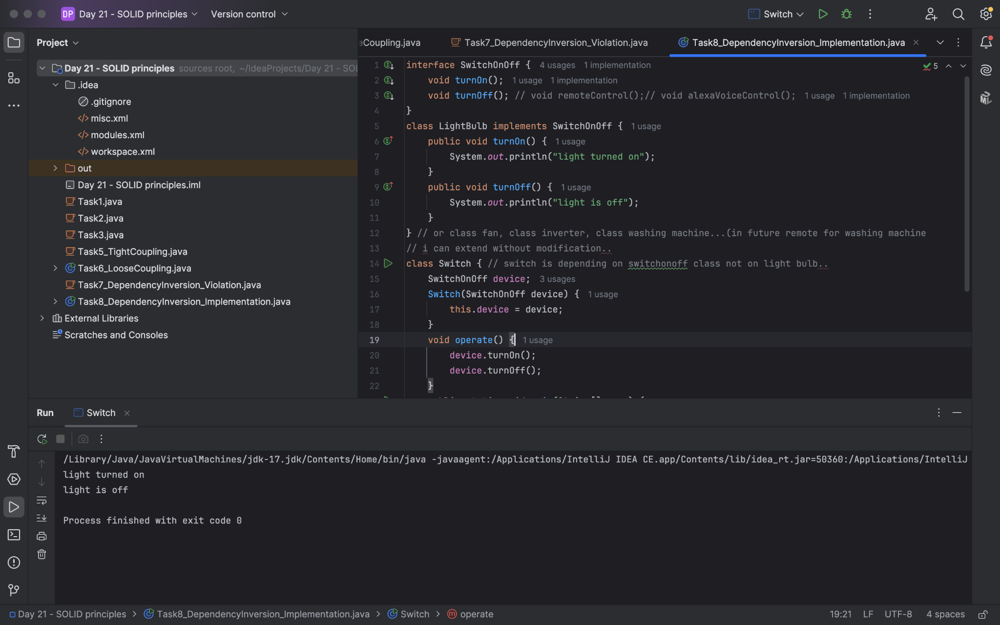 DP Day 21 - SOLID principles Version control Switch
Project
Day 21 - SOLID principles sources root, ~/IdeaProjects/Day 21 - SOL
.idea
.gitignore
misc.xml
modules.xml
workspace.xml
out
Day 21 - SOLID principles.iml
Task1.java
Task2.java
Task3.java
Task5_TightCoupling.java
Task6_LooseCoupling.java
Task7_DependencyInversion_Violation.java
Task8_DependencyInversion_Implementation.java
External Libraries
Scratches and Consoles
eCoupling.java Task7_DependencyInversion_Violation.java Task8_DependencyInversion_Implementation.java
5
1 interface SwitchOnOff { 4 usages 1 implementation
2 void turnOn(); 1 usage 1 implementation
3 void turnOff(); // void remoteControl();// void alexaVoiceControl(); 1 usage 1 implementation
4 }
5 class LightBulb implements SwitchOnOff { 1 usage
6 public void turnOn() { 1 usage
7 System.out.println("light turned on");
8 }
9 public void turnOff() { 1 usage
10 System.out.println("light is off");
11 }
12 } // or class fan, class inverter, class washing machine...(in future remote for washing machine
13 // i can extend without modification..
14 class Switch { // switch is depending on switchonoff class not on light bulb..
15 SwitchOnOff device; 3 usages
16 Switch(SwitchOnOff device) { 1 usage
17 this.device = device;
18 }
19 void operate() { 1 usage
20 device.turnOn();
21 device.turnOff();
22 }
Run Switch
/Library/Java/JavaVirtualMachines/jdk-17.jdk/Contents/Home/bin/java -javaagent:/Applications/IntelliJ IDEA CE.app/Contents/lib/idea_rt.jar=50360:/Applications/IntelliJ
light turned on
light is off
Process finished with exit code 0
Day 21 - SOLID principles > Task8_DependencyInversion_Implementation.java > Switch > operate 19:21 LF UTF-8 4 spaces